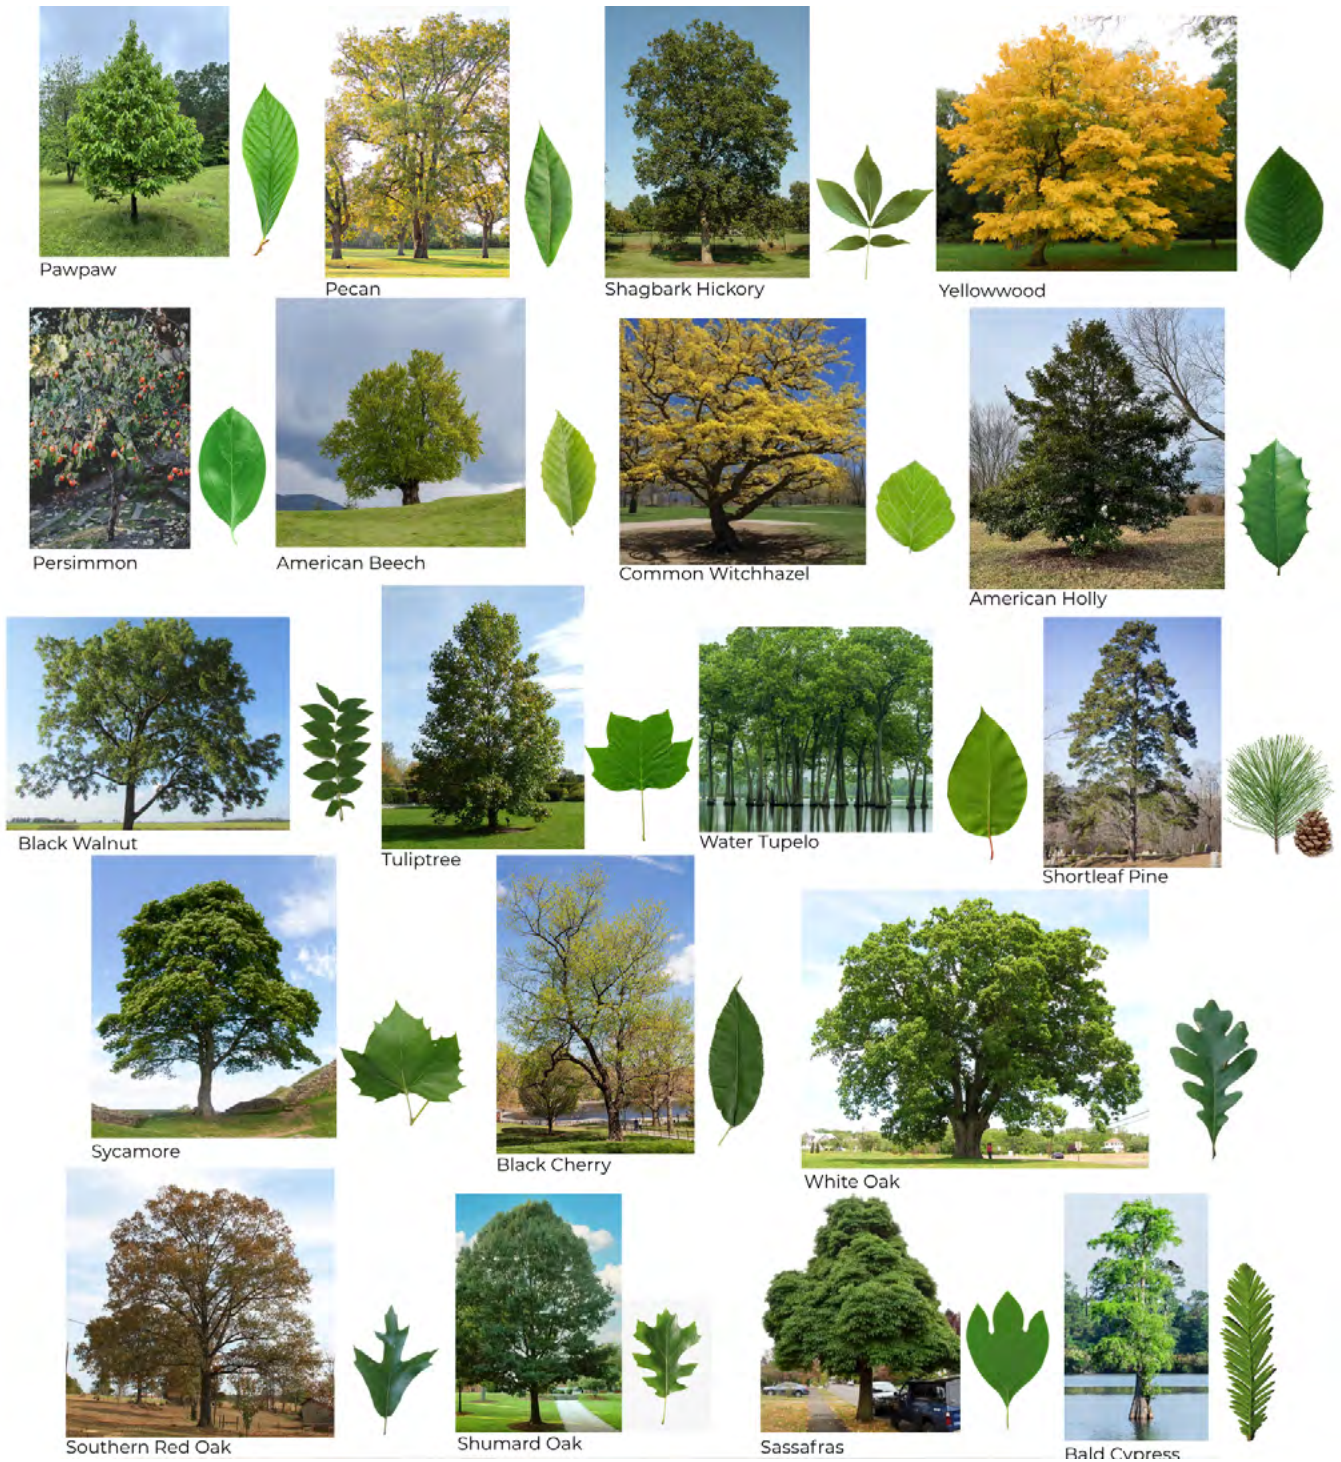 Pawpaw
Pecan
Shagbark Hickory
Yellowwood
Persimmon
American Beech
Common Witchhazel
American Holly
Black Walnut
Tuliptree
Water Tupelo
Shortleaf Pine
Sycamore
Black Cherry
White Oak
Southern Red Oak
Shumard Oak
Sassafras
Bald Cypress